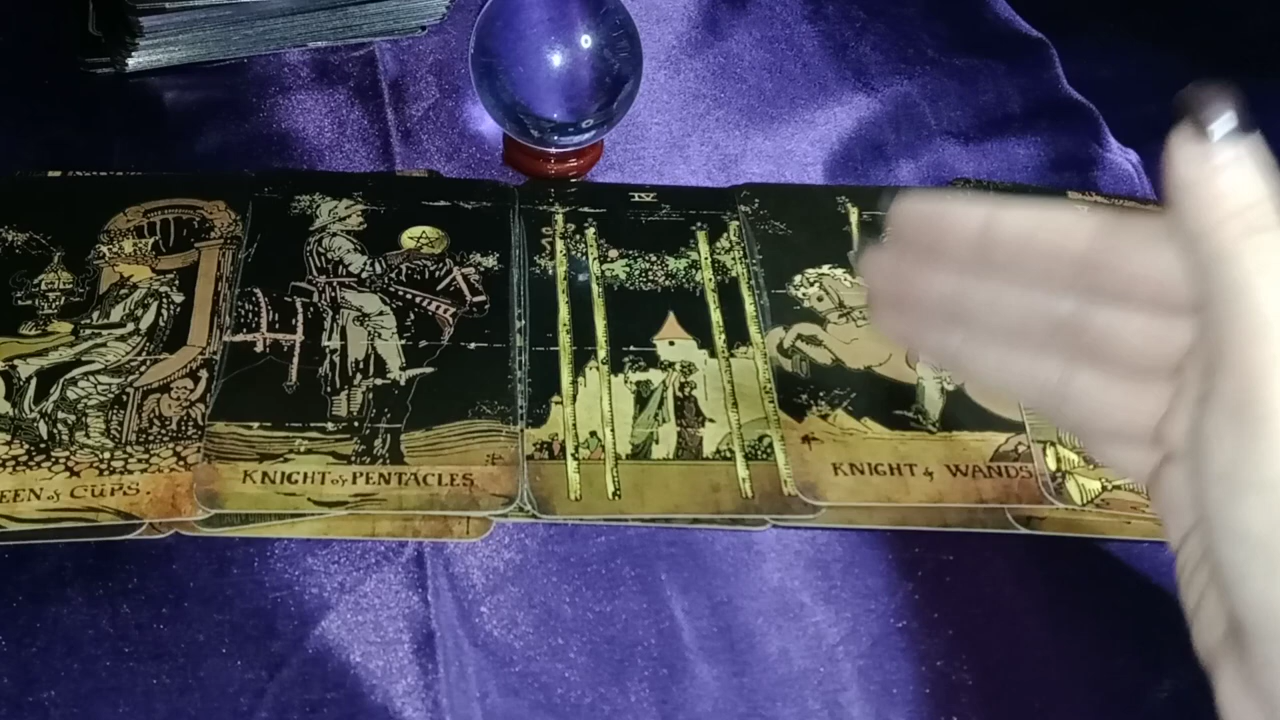 EEN of CUPS.
KNIGHT of PENTACLES
IV
KNIGHT of WANDS